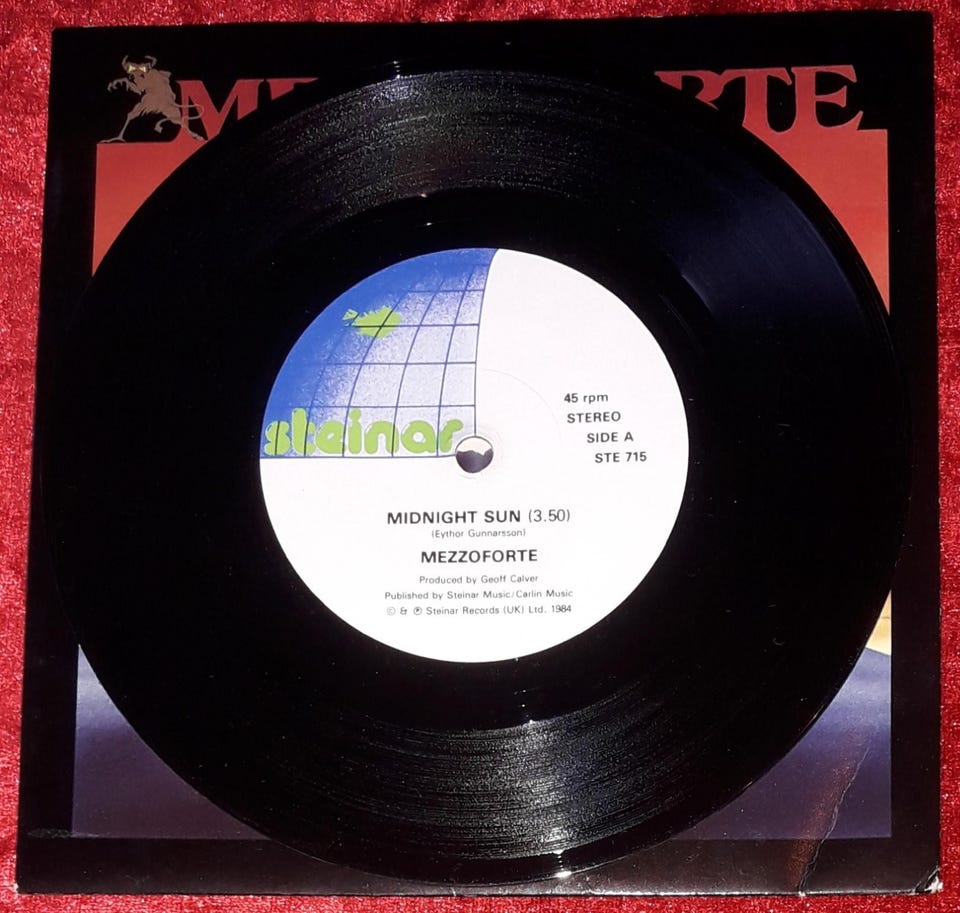 steinar
45 rpm
STEREO
SIDE A
STE 715
MIDNIGHT SUN (3.50)
(Eythor Gunnarsson)
MEZZOFORTE
Produced by Geoff Calver
Published by Steinar Music/Carlin Music
© & ℗ Steinar Records (UK) Ltd. 1984